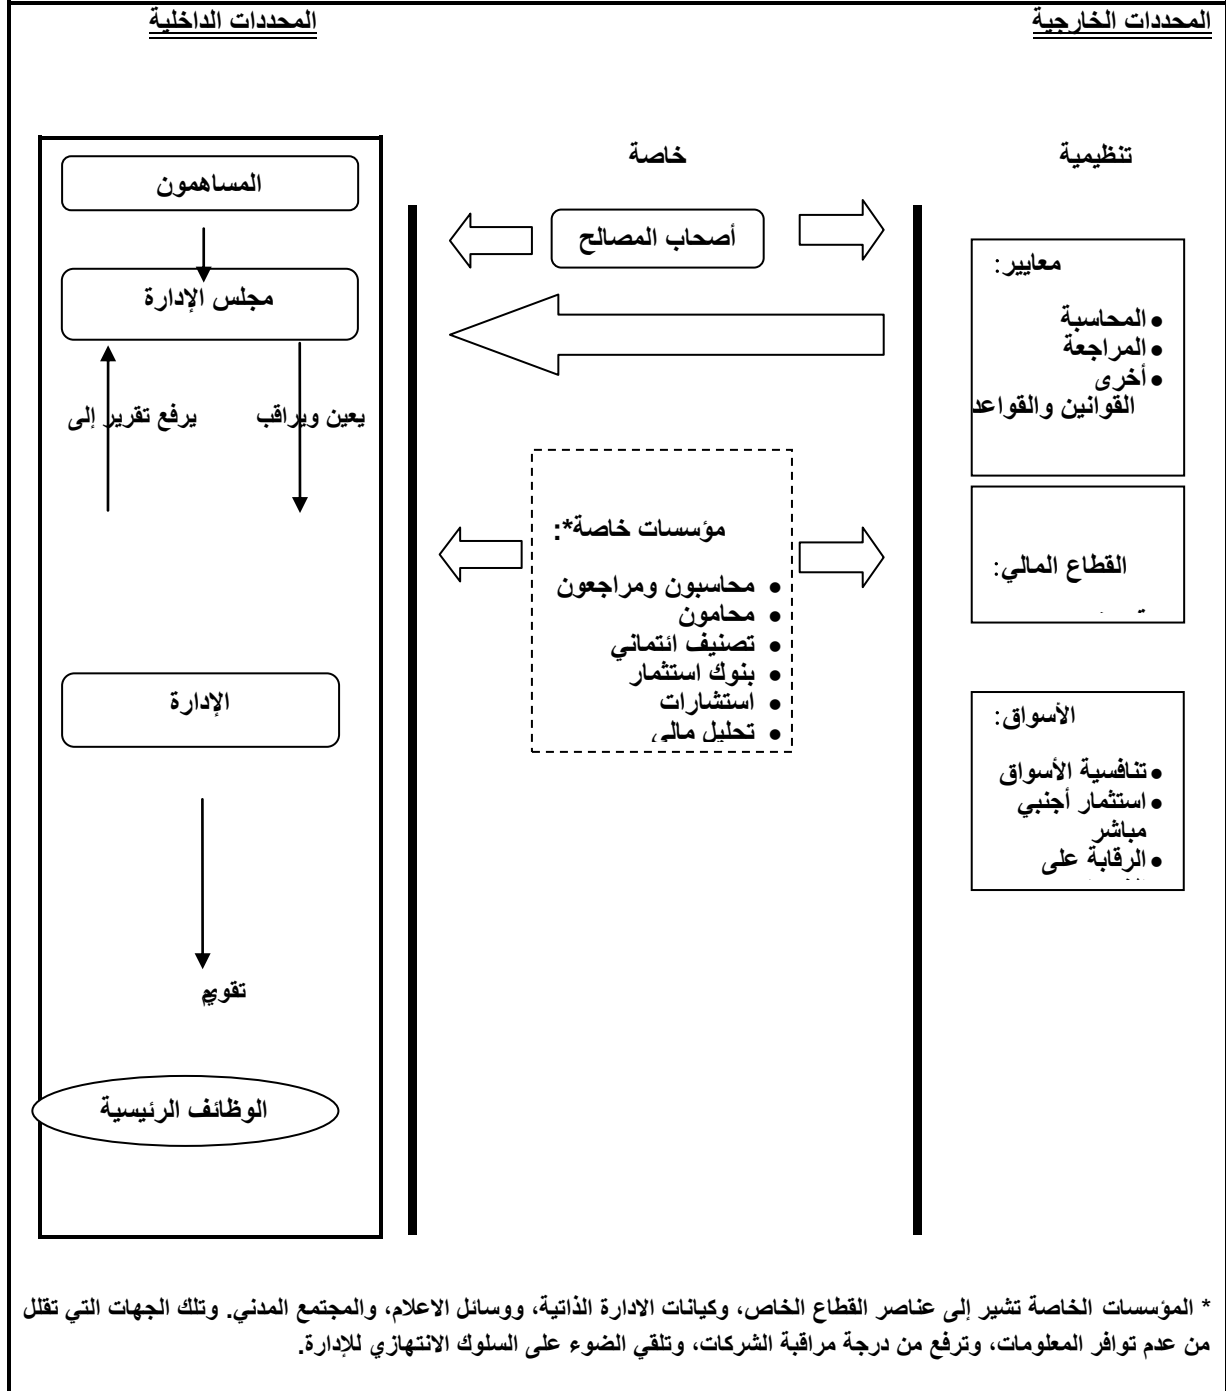 المحددات الخارجية
المحددات الداخلية
تنظيمية
خاصة
المساهمون
أصحاب المصالح
معايير:
• المحاسبة
• المراجعة
• أخرى
القوانين والقواعد
مجلس الإدارة
يعين ويراقب
يرفع تقرير إلى
مؤسسات خاصة*:
• محاسبون ومراجعون
• محامون
• تصنيف ائتماني
• بنوك استثمار
• استشارات
• تحليل مالي
القطاع المالي:
الأسواق:
• تنافسية الأسواق
• استثمار أجنبي
مباشر
• الرقابة على
الإدارة
تقويم
الوظائف الرئيسية
* المؤسسات الخاصة تشير إلى عناصر القطاع الخاص، وكيانات الادارة الذاتية، ووسائل الاعلام، والمجتمع المدني. وتلك الجهات التي تقلل
من عدم توافر المعلومات، وترفع من درجة مراقبة الشركات، وتلقي الضوء على السلوك الانتهازي للإدارة.